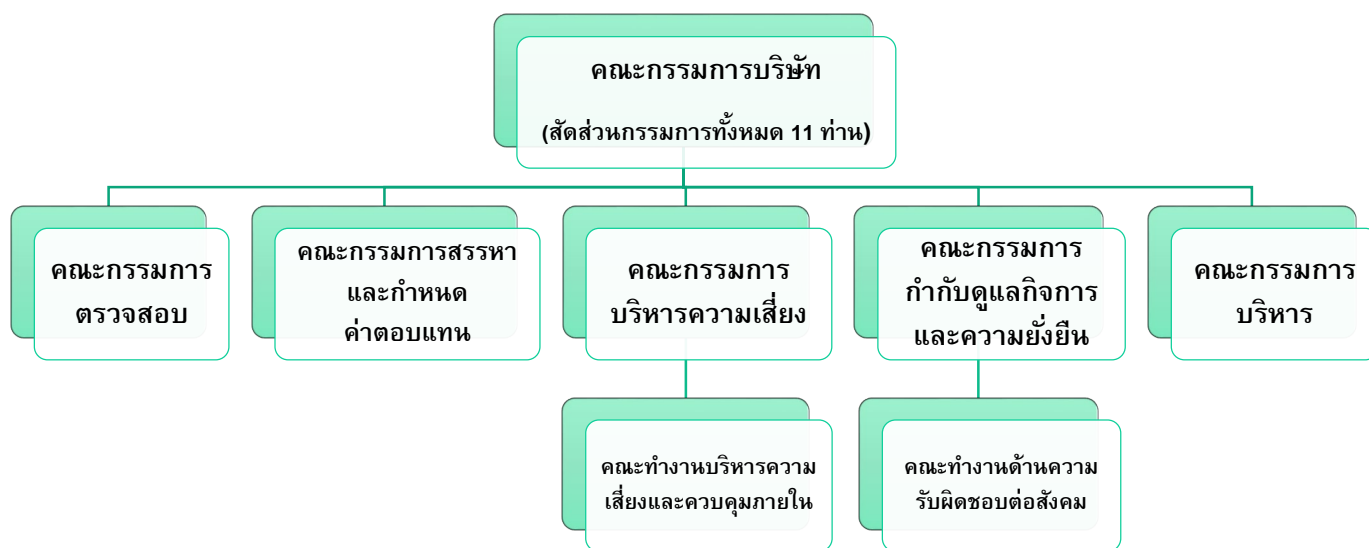 คณะกรรมการบริษัท
(สัดส่วนกรรมการทั้งหมด 11 ท่าน)
คณะกรรมการ
ตรวจสอบ
คณะกรรมการสรรหา
และกำหนด
ค่าตอบแทน
คณะกรรมการ
บริหารความเสี่ยง
คณะกรรมการ
กำกับดูแลกิจการ
และความยั่งยืน
คณะกรรมการ
บริหาร
คณะทำงานบริหารความ
เสี่ยงและควบคุมภายใน
คณะทำงานด้านความ
รับผิดชอบต่อสังคม